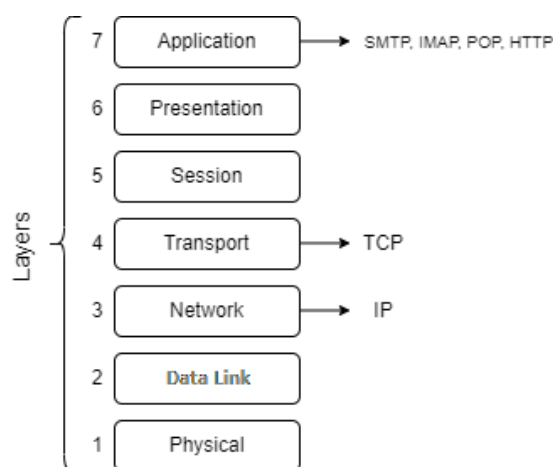 7 Application SMTP, IMAP, POP, HTTP
6 Presentation
5 Session
Layers
4 Transport TCP
3 Network IP
2 Data Link
1 Physical